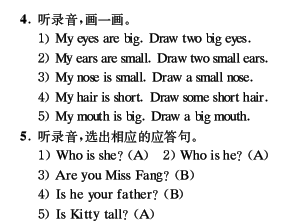 4. 听录音,画一画。
1) My eyes are big. Draw two big eyes.
2) My ears are small. Draw two small ears.
3) My nose is small. Draw a small nose.
4) My hair is short. Draw some short hair.
5) My mouth is big. Draw a big mouth.
5. 听录音,选出相应的应答句。
1) Who is she? (A) 2) Who is he? (A)
3) Are you Miss Fang? (B)
4) Is he your father? (B)
5) Is Kitty tall? (A)